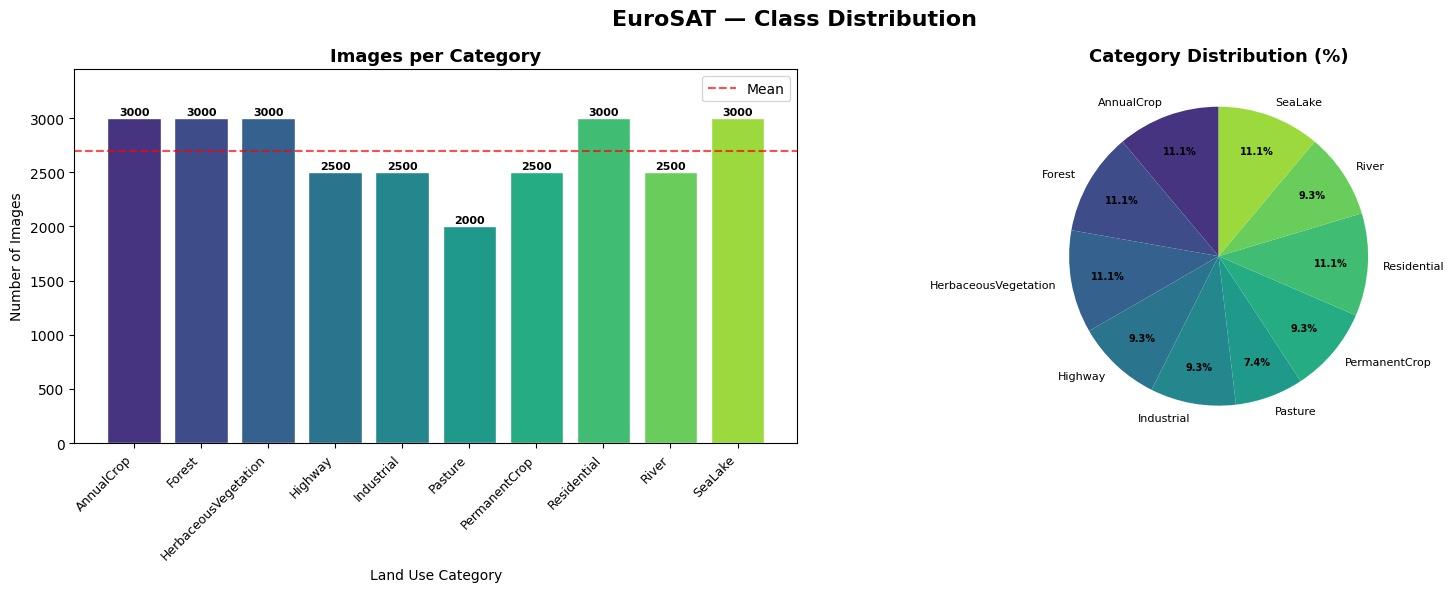 EuroSAT — Class Distribution
Images per Category
Mean
3000
3000
3000
2500
2500
2000
2500
3000
2500
3000
Number of Images
3000
2500
2000
1500
1000
500
0
AnnualCrop
Forest
HerbaceousVegetation
Highway
Industrial
Pasture
PermanentCrop
Residential
River
SeaLake
Land Use Category
Category Distribution (%)
AnnualCrop
11.1%
Forest
11.1%
HerbaceousVegetation
11.1%
Highway
9.3%
Industrial
9.3%
Pasture
7.4%
PermanentCrop
9.3%
Residential
11.1%
River
9.3%
SeaLake
11.1%